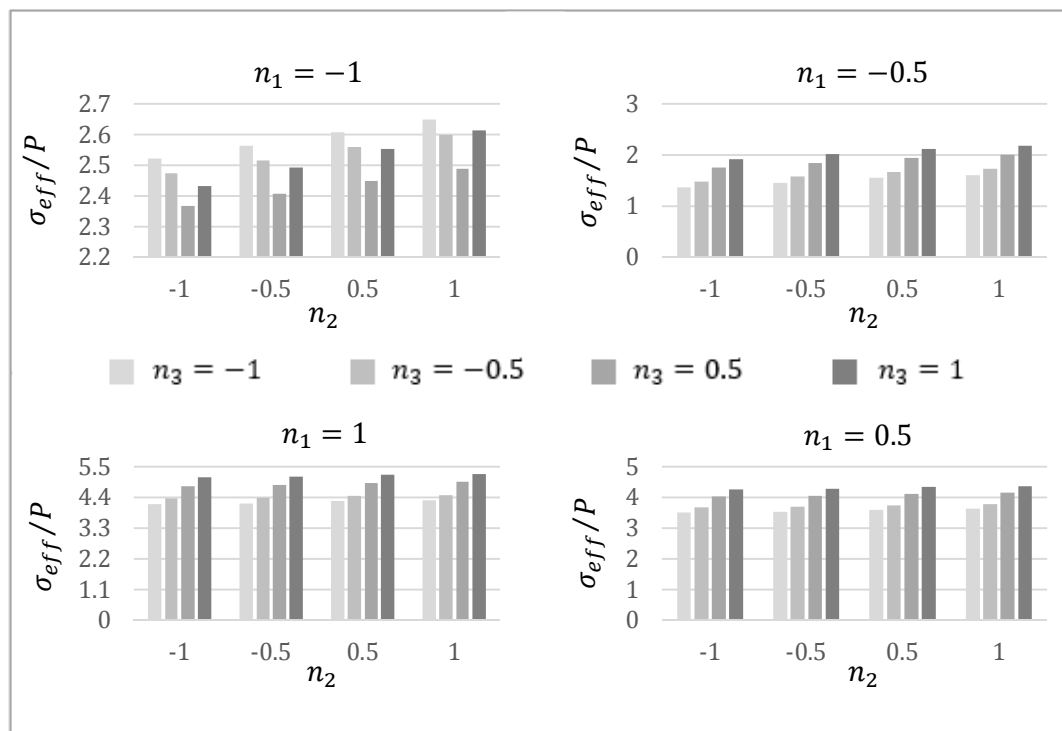 n₁ = −1
σ_eff/P
2.7
2.6
2.5
2.4
2.3
2.2
-1 -0.5 0.5 1
n₂
n₁ = −0.5
σ_eff/P
3
2
1
0
-1 -0.5 0.5 1
n₂
n₃ = −1 n₃ = −0.5 n₃ = 0.5 n₃ = 1
n₁ = 1
σ_eff/P
5.5
4.4
3.3
2.2
1.1
0
-1 -0.5 0.5 1
n₂
n₁ = 0.5
σ_eff/P
5
4
3
2
1
0
-1 -0.5 0.5 1
n₂